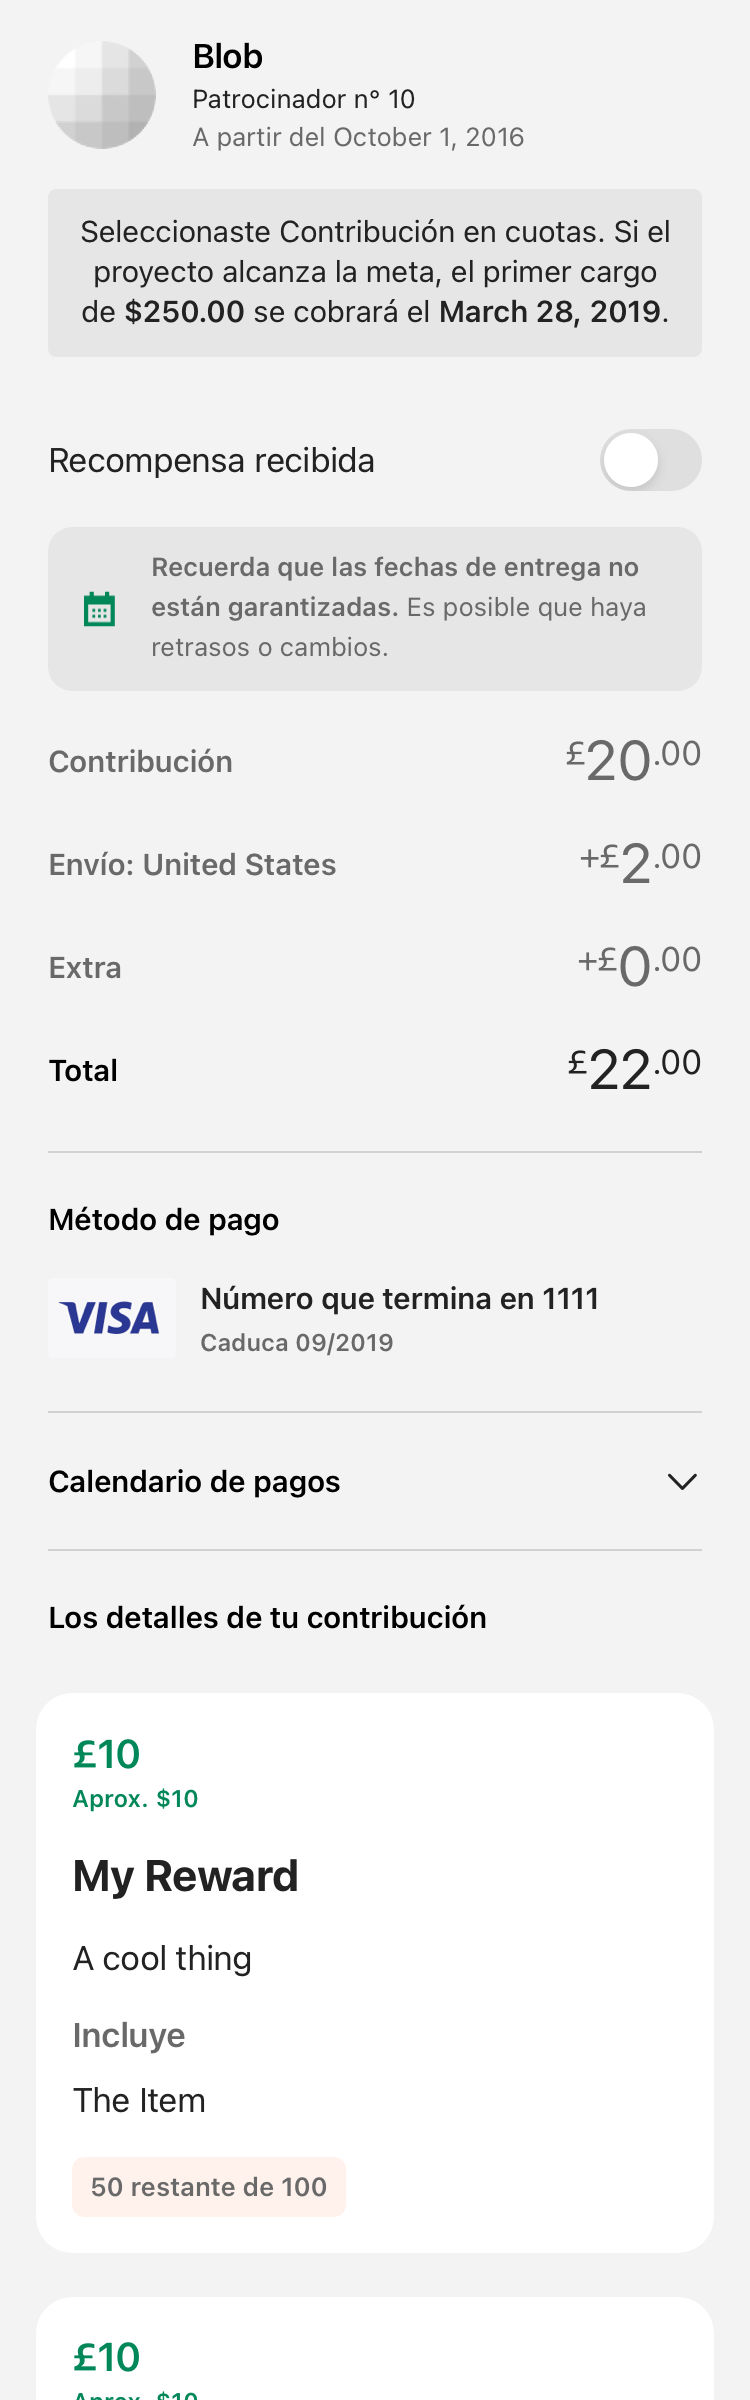 Blob
Patrocinador n° 10
A partir del October 1, 2016
Seleccionaste Contribución en cuotas. Si el
proyecto alcanza la meta, el primer cargo
de $250.00 se cobrará el March 28, 2019.
Recompensa recibida
Recuerda que las fechas de entrega no
están garantizadas. Es posible que haya
retrasos o cambios.
Contribución £20.00
Envío: United States +£2.00
Extra +£0.00
Total £22.00
Método de pago
VISA
Número que termina en 1111
Caduca 09/2019
Calendario de pagos
Los detalles de tu contribución
£10
Aprox. $10
My Reward
A cool thing
Incluye
The Item
50 restante de 100
£10
Aprox. $10